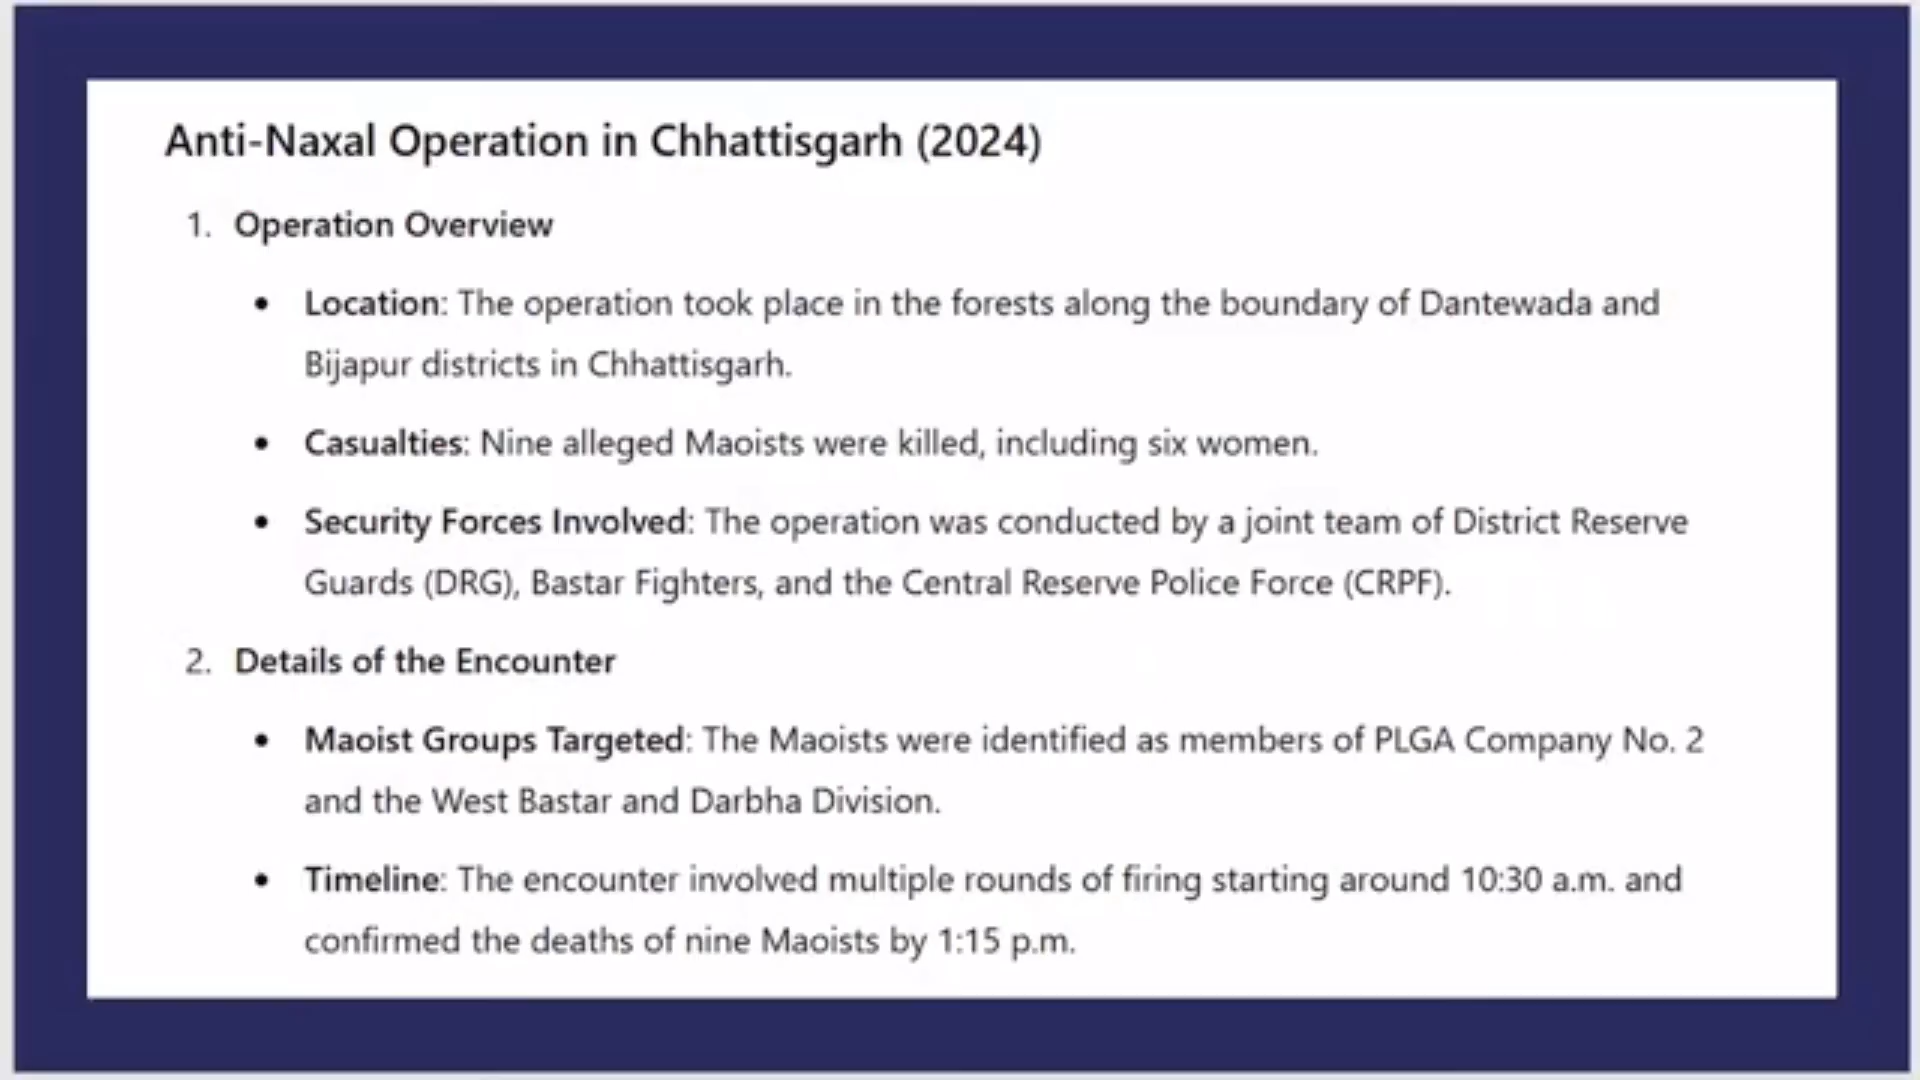 Anti-Naxal Operation in Chhattisgarh (2024)
1. Operation Overview
• Location: The operation took place in the forests along the boundary of Dantewada and
Bijapur districts in Chhattisgarh.
• Casualties: Nine alleged Maoists were killed, including six women.
• Security Forces Involved: The operation was conducted by a joint team of District Reserve
Guards (DRG), Bastar Fighters, and the Central Reserve Police Force (CRPF).
2. Details of the Encounter
• Maoist Groups Targeted: The Maoists were identified as members of PLGA Company No. 2
and the West Bastar and Darbha Division.
• Timeline: The encounter involved multiple rounds of firing starting around 10:30 a.m. and
confirmed the deaths of nine Maoists by 1:15 p.m.